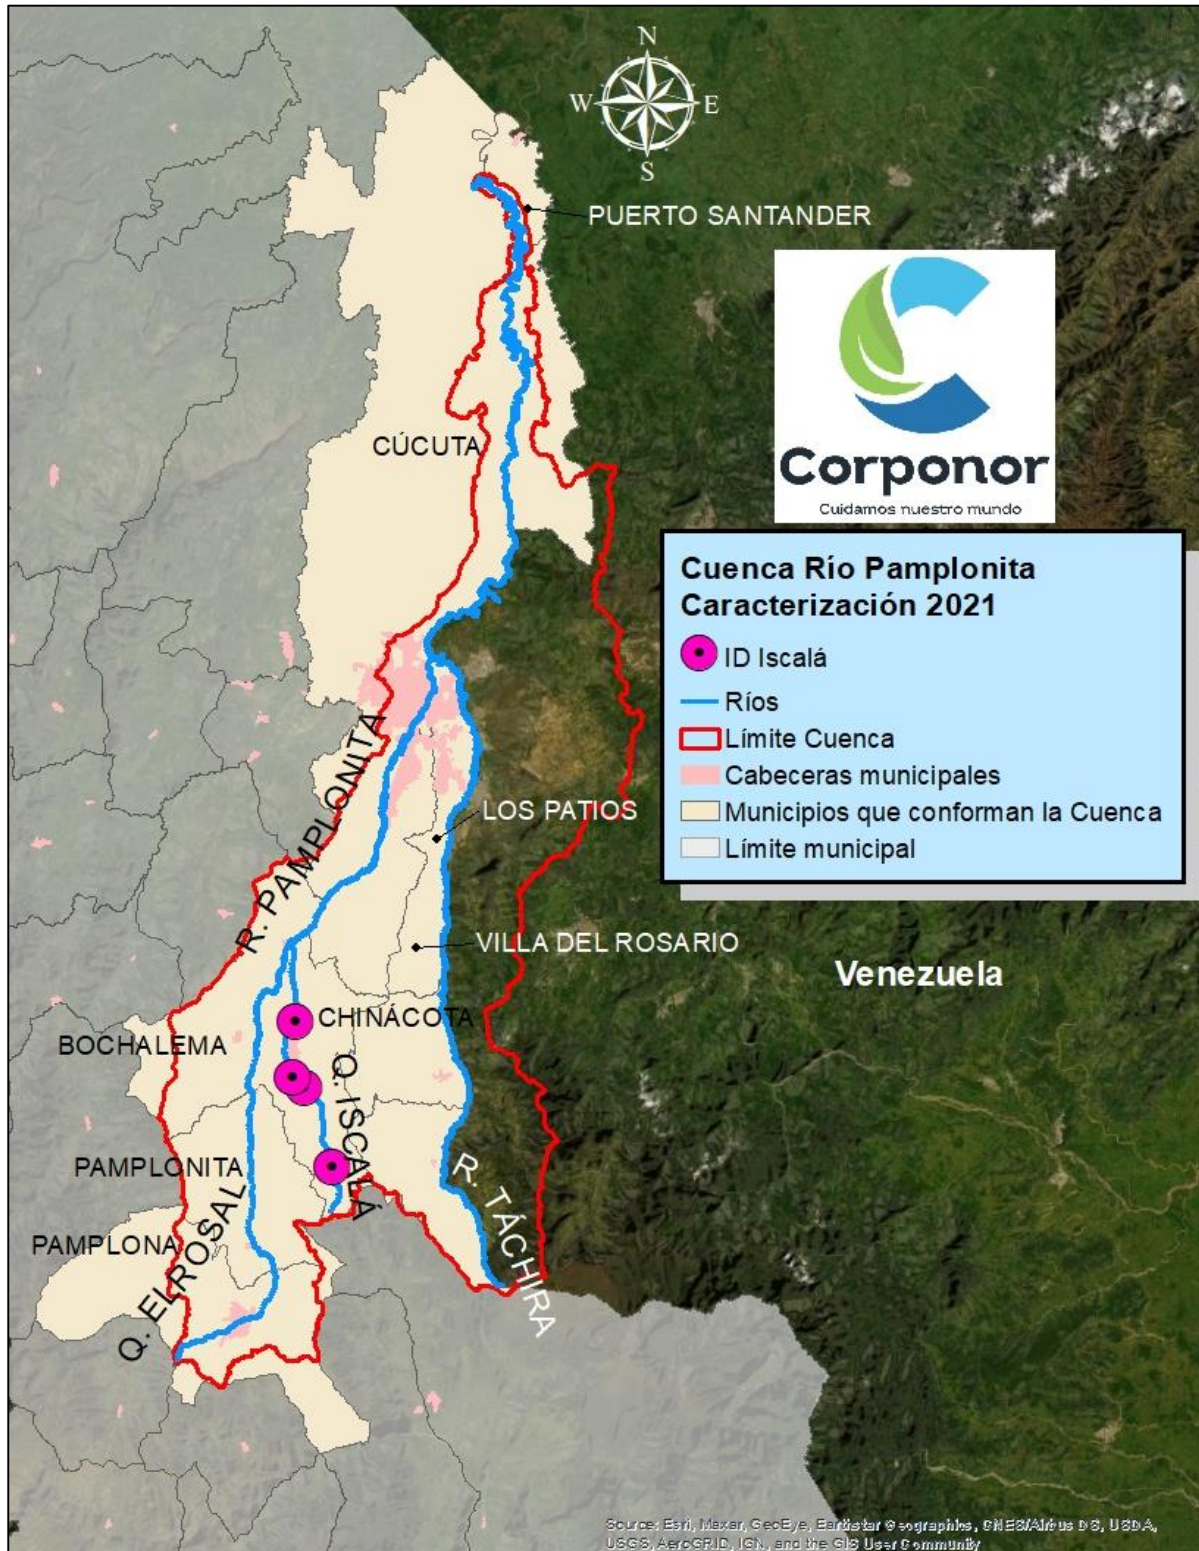 N
W
E
S
PUERTO SANTANDER
Corponor
Cuidamos nuestro mundo
CÚCUTA
Cuenca Río Pamplonita
Caracterización 2021
ID Iscalá
Ríos
Límite Cuenca
Cabeceras municipales
Municipios que conforman la Cuenca
Límite municipal
R. PAMPLONITA
LOS PATIOS
VILLA DEL ROSARIO
Venezuela
CHINÁCOTA
BOCHALEMA
Q. ISCALÁ
PAMPLONITA
R. TÁCHIRA
PAMPLONA
Q. ELROSAL
Source: Esri, Maxar, GeoEye, Earthstar Geographics, CNES/Airbus DS, USDA,
USGS, AeroGRID, IGN, and the GIS User Community